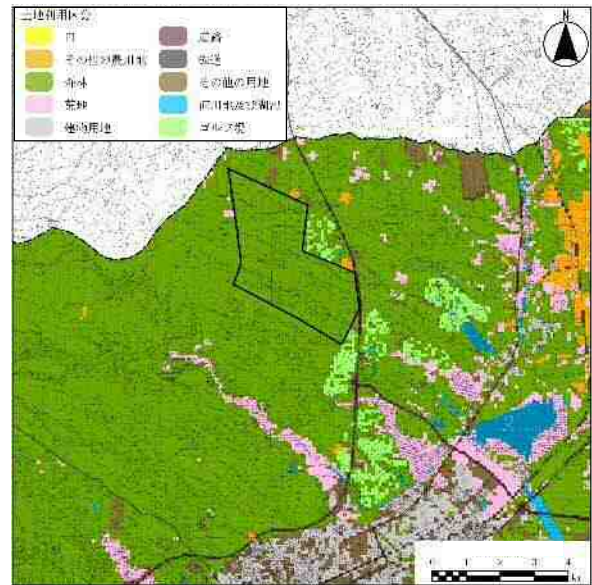 土地利用区分
田
道路
その他の農用地
鉄道
森林
その他の用地
荒地
河川地及び湖沼
建物用地
ゴルフ場
N
0 1 2 3 4
km